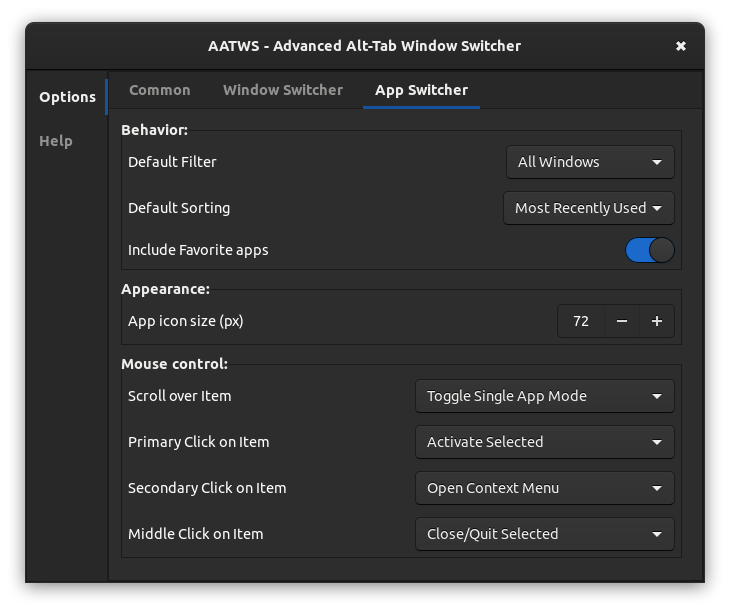 AATWS - Advanced Alt-Tab Window Switcher
Options
Help
Common Window Switcher App Switcher
Behavior:
Default Filter All Windows
Default Sorting Most Recently Used
Include Favorite apps
Appearance:
App icon size (px) 72 − +
Mouse control:
Scroll over Item Toggle Single App Mode
Primary Click on Item Activate Selected
Secondary Click on Item Open Context Menu
Middle Click on Item Close/Quit Selected